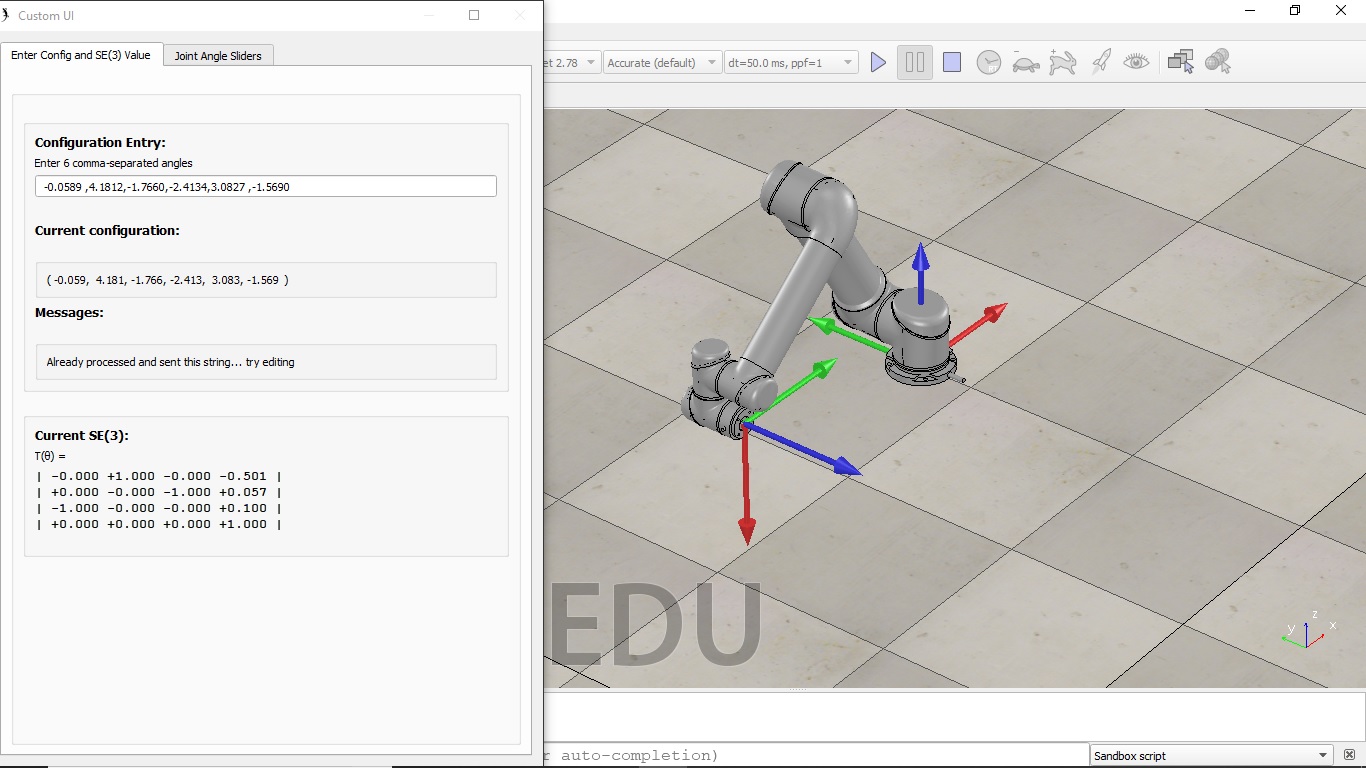 Custom UI
Enter Config and SE(3) Value
Joint Angle Sliders
Configuration Entry:
Enter 6 comma-separated angles
-0.0589 ,4.1812,-1.7660,-2.4134,3.0827 ,-1.5690
Current configuration:
( -0.059, 4.181, -1.766, -2.413, 3.083, -1.569 )
Messages:
Already processed and sent this string... try editing
Current SE(3):
T(θ) =
| -0.000 +1.000 -0.000 -0.501 |
| +0.000 -0.000 -1.000 +0.057 |
| -1.000 -0.000 -0.000 +0.100 |
| +0.000 +0.000 +0.000 +1.000 |
et 2.78
Accurate (default)
dt=50.0 ms, ppf=1
EDU
z
y
x
r auto-completion)
Sandbox script